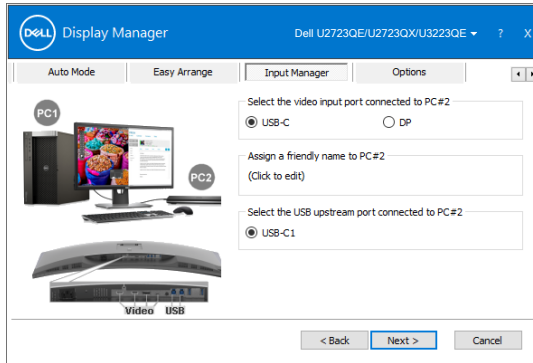 DELL Display Manager
Dell U2723QE/U2723QX/U3223QE
? X
Auto Mode Easy Arrange Input Manager Options
Select the video input port connected to PC#2
USB-C DP
Assign a friendly name to PC#2
(Click to edit)
Select the USB upstream port connected to PC#2
USB-C1
PC1
PC2
Video USB
< Back Next > Cancel